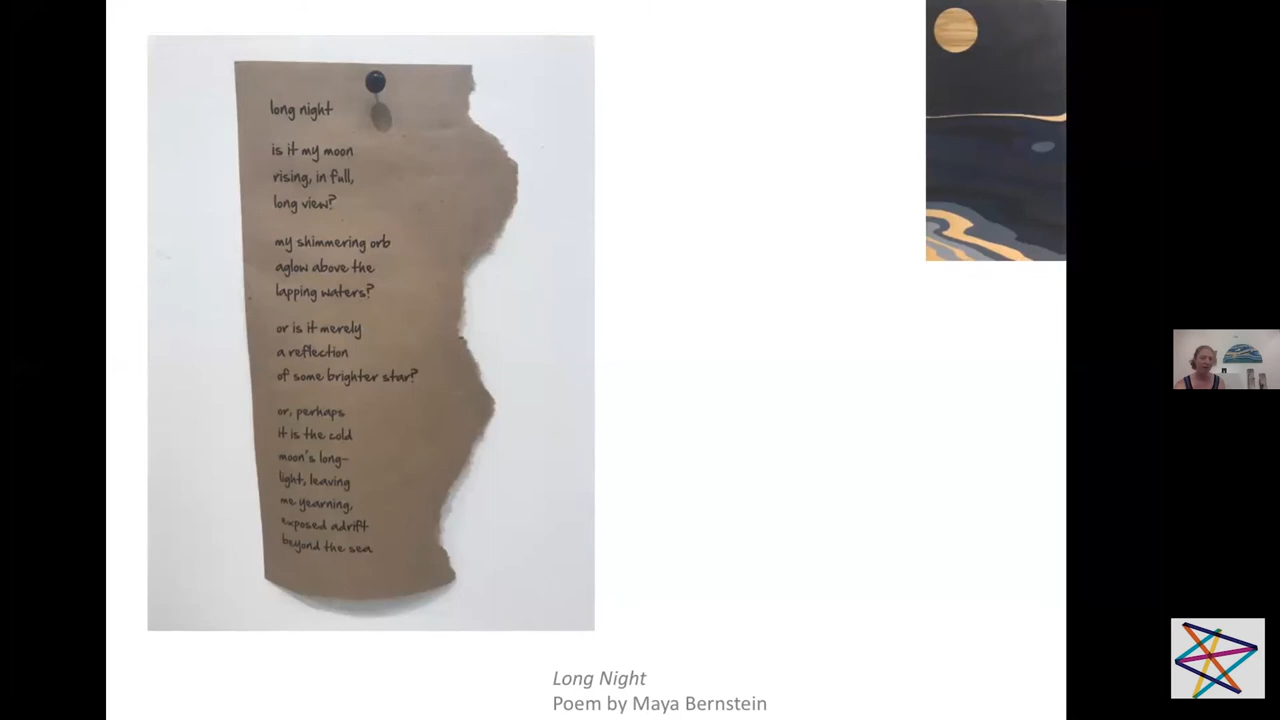 long night
is it my moon
rising, in full,
long view?
my shimmering orb
aglow above the
lapping waters?
or is it merely
a reflection
of some brighter star?
or, perhaps
it is the cold
moon's long-
light, leaving
me yearning,
exposed adrift
beyond the sea
Long Night
Poem by Maya Bernstein